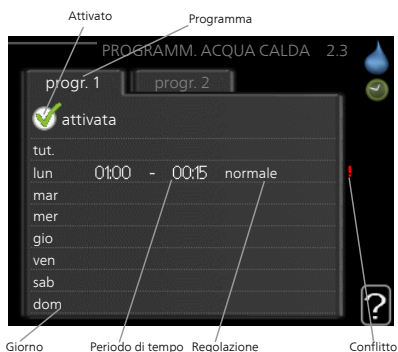 Attivato Programma
PROGRAMM. ACQUA CALDA 2.3
progr. 1 progr. 2
attivata
tut.
lun 01:00 - 00:15 normale !
mar
mer
gio
ven
sab
dom
?
Giorno Periodo di tempo Regolazione Conflitto